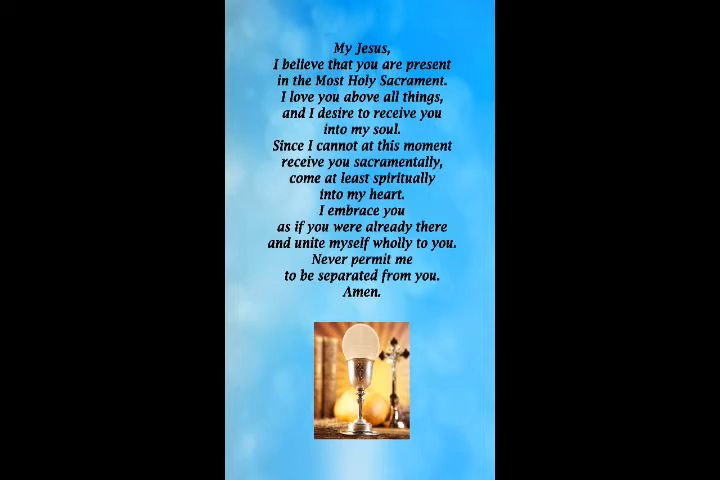 My Jesus,
I believe that you are present
in the Most Holy Sacrament.
I love you above all things,
and I desire to receive you
into my soul.
Since I cannot at this moment
receive you sacramentally,
come at least spiritually
into my heart.
I embrace you
as if you were already there
and unite myself wholly to you.
Never permit me
to be separated from you.
Amen.